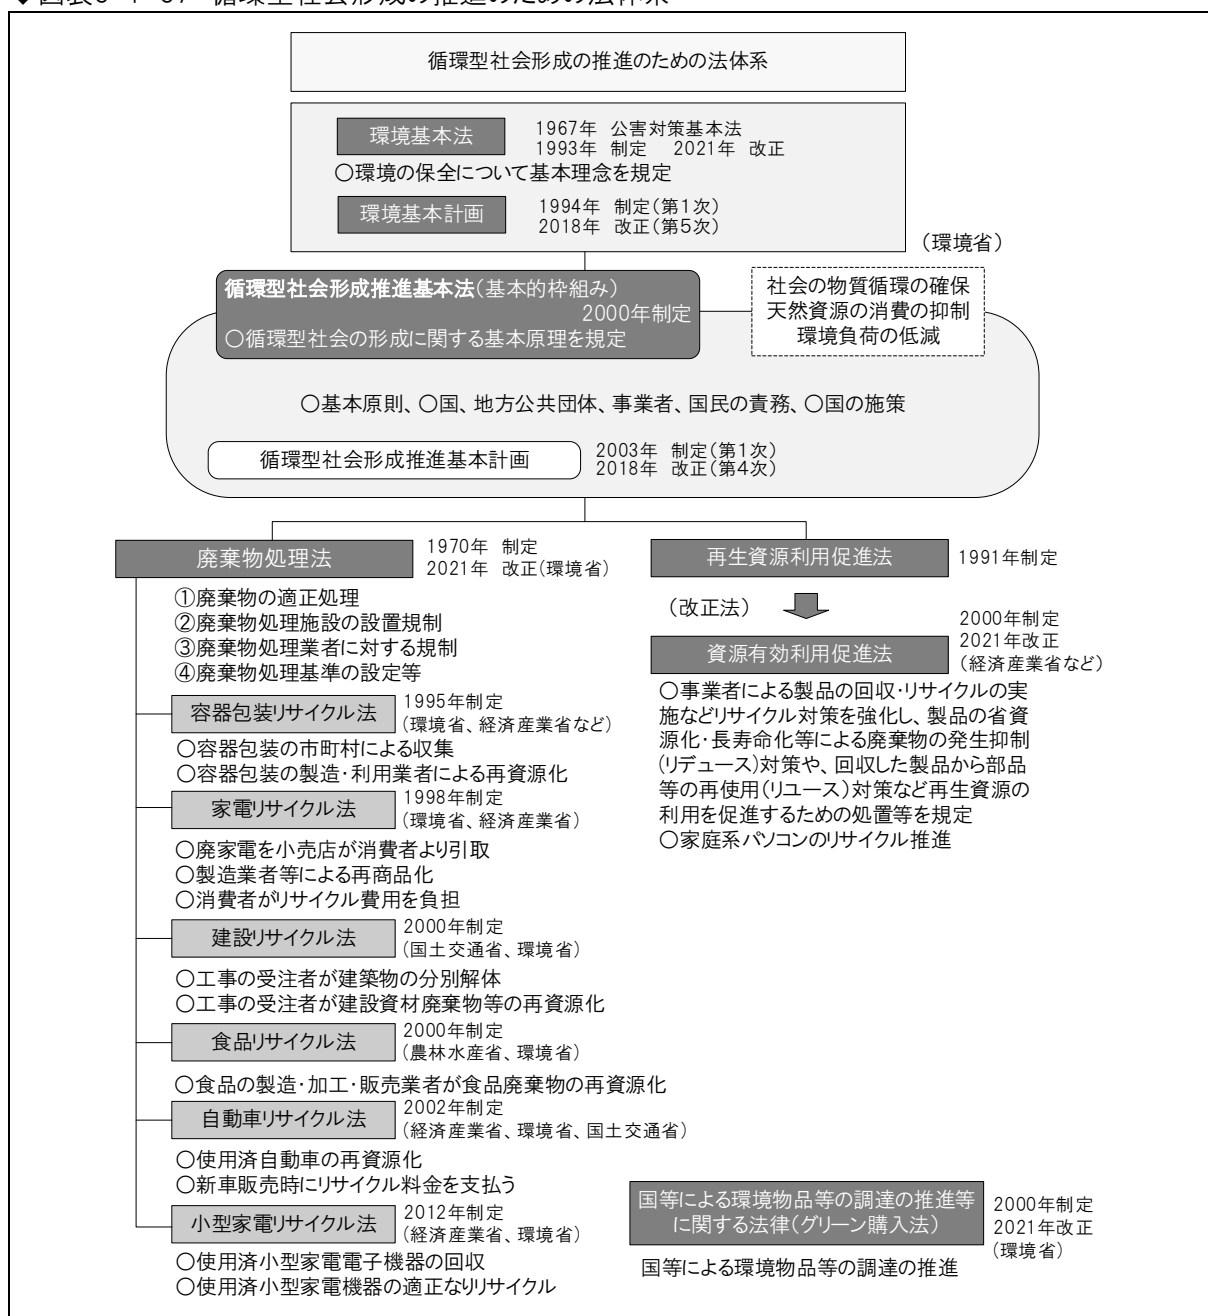 循環型社会形成の推進のための法体系
環境基本法
1967年 公害対策基本法
1993年 制定 2021年 改正
〇環境の保全について基本理念を規定
環境基本計画
1994年 制定(第1次)
2018年 改正(第5次)
(環境省)
循環型社会形成推進基本法(基本的枠組み)
2000年制定
〇循環型社会の形成に関する基本原理を規定
社会の物質循環の確保
天然資源の消費の抑制
環境負荷の低減
〇基本原則、〇国、地方公共団体、事業者、国民の責務、〇国の施策
循環型社会形成推進基本計画
2003年 制定(第1次)
2018年 改正(第4次)
廃棄物処理法
1970年 制定
2021年 改正(環境省)
①廃棄物の適正処理
②廃棄物処理施設の設置規制
③廃棄物処理業者に対する規制
④廃棄物処理基準の設定等
容器包装リサイクル法
1995年制定
(環境省、経済産業省など)
〇容器包装の市町村による収集
〇容器包装の製造・利用業者による再資源化
家電リサイクル法
1998年制定
(環境省、経済産業省)
〇廃家電を小売店が消費者より引取
〇製造業者等による再商品化
〇消費者がリサイクル費用を負担
建設リサイクル法
2000年制定
(国土交通省、環境省)
〇工事の受注者が建築物の分別解体
〇工事の受注者が建設資材廃棄物等の再資源化
食品リサイクル法
2000年制定
(農林水産省、環境省)
〇食品の製造・加工・販売業者が食品廃棄物の再資源化
自動車リサイクル法
2002年制定
(経済産業省、環境省、国土交通省)
〇使用済自動車の再資源化
〇新車販売時にリサイクル料金を支払う
小型家電リサイクル法
2012年制定
(経済産業省、環境省)
〇使用済小型家電電子機器の回収
〇使用済小型家電機器の適正なりリサイクル
再生資源利用促進法
1991年制定
(改正法)
資源有効利用促進法
2000年制定
2021年改正
(経済産業省など)
〇事業者による製品の回収・リサイクルの実
施などリサイクル対策を強化し、製品の省資
源化・長寿命化等による廃棄物の発生抑制
(リデュース)対策や、回収した製品から部品
等の再使用(リユース)対策など再生資源の
利用を促進するための処置等を規定
〇家庭系パソコンのリサイクル推進
国等による環境物品等の調達の推進等
に関する法律(グリーン購入法)
2000年制定
2021年改正
(環境省)
国等による環境物品等の調達の推進